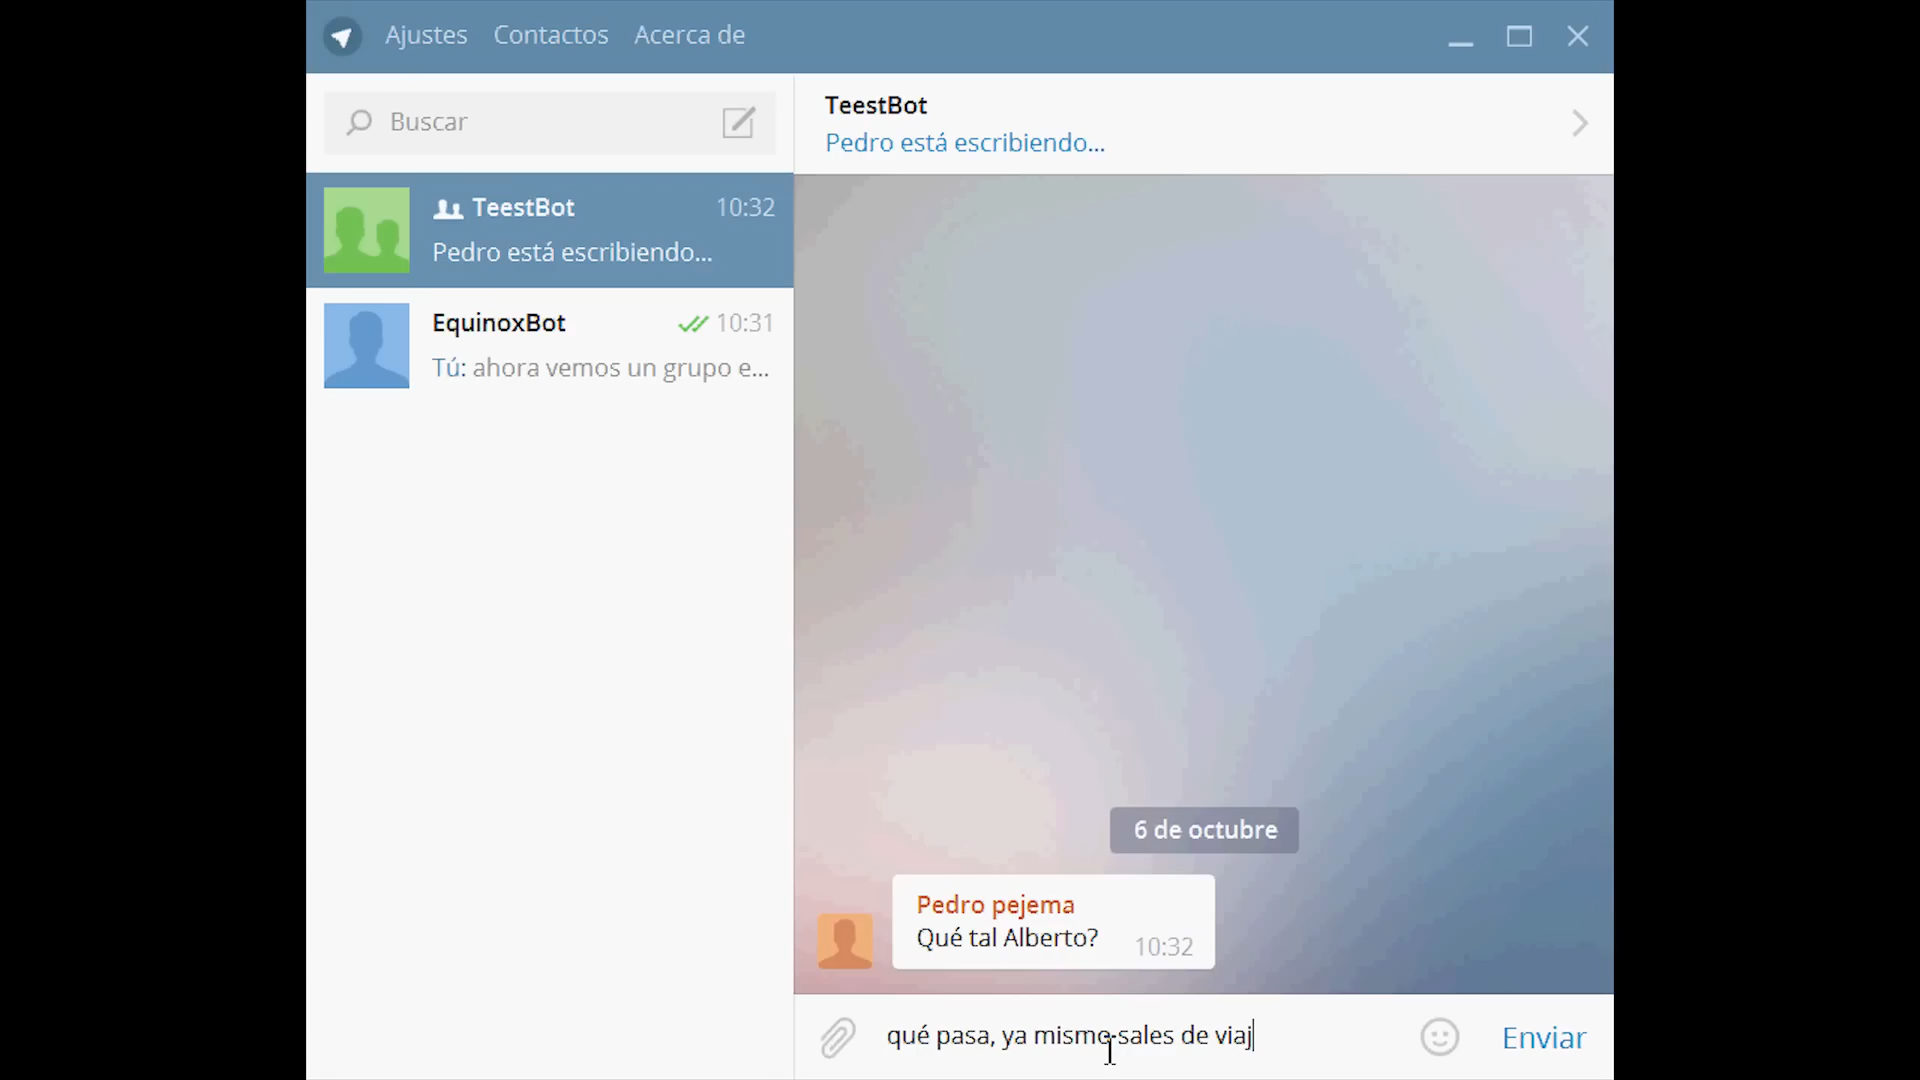 Ajustes Contactos Acerca de
Buscar
TeestBot 10:32
Pedro está escribiendo...
EquinoxBot 10:31
Tú: ahora vemos un grupo e...
TeestBot
Pedro está escribiendo...
6 de octubre
Pedro pejema
Qué tal Alberto? 10:32
qué pasa, ya mismo sales de viaj
Enviar